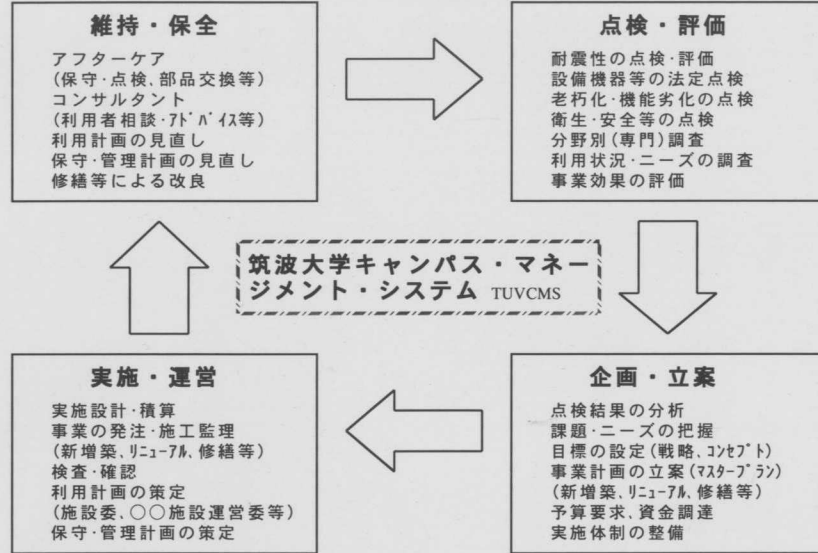 維持・保全
アフターケア
(保守・点検、部品交換等)
コンサルタント
(利用者相談・ｱﾄﾞﾊﾞｲｽ等)
利用計画の見直し
保守・管理計画の見直し
修繕等による改良
点検・評価
耐震性の点検・評価
設備機器等の法定点検
老朽化・機能劣化の点検
衛生・安全等の点検
分野別(専門)調査
利用状況・ニーズの調査
事業効果の評価
筑波大学キャンパス・マネー
ジメント・システム TUVCMS
実施・運営
実施設計・積算
事業の発注・施工監理
(新増築、ﾘﾆｭｰｱﾙ、修繕等)
検査・確認
利用計画の策定
(施設委、○○施設運営委等)
保守・管理計画の策定
企画・立案
点検結果の分析
課題・ニーズの把握
目標の設定(戦略、ｺﾝｾﾌﾟﾄ)
事業計画の立案(ﾏｽﾀｰﾌﾟﾗﾝ)
(新増築、ﾘﾆｭｰｱﾙ、修繕等)
予算要求、資金調達
実施体制の整備